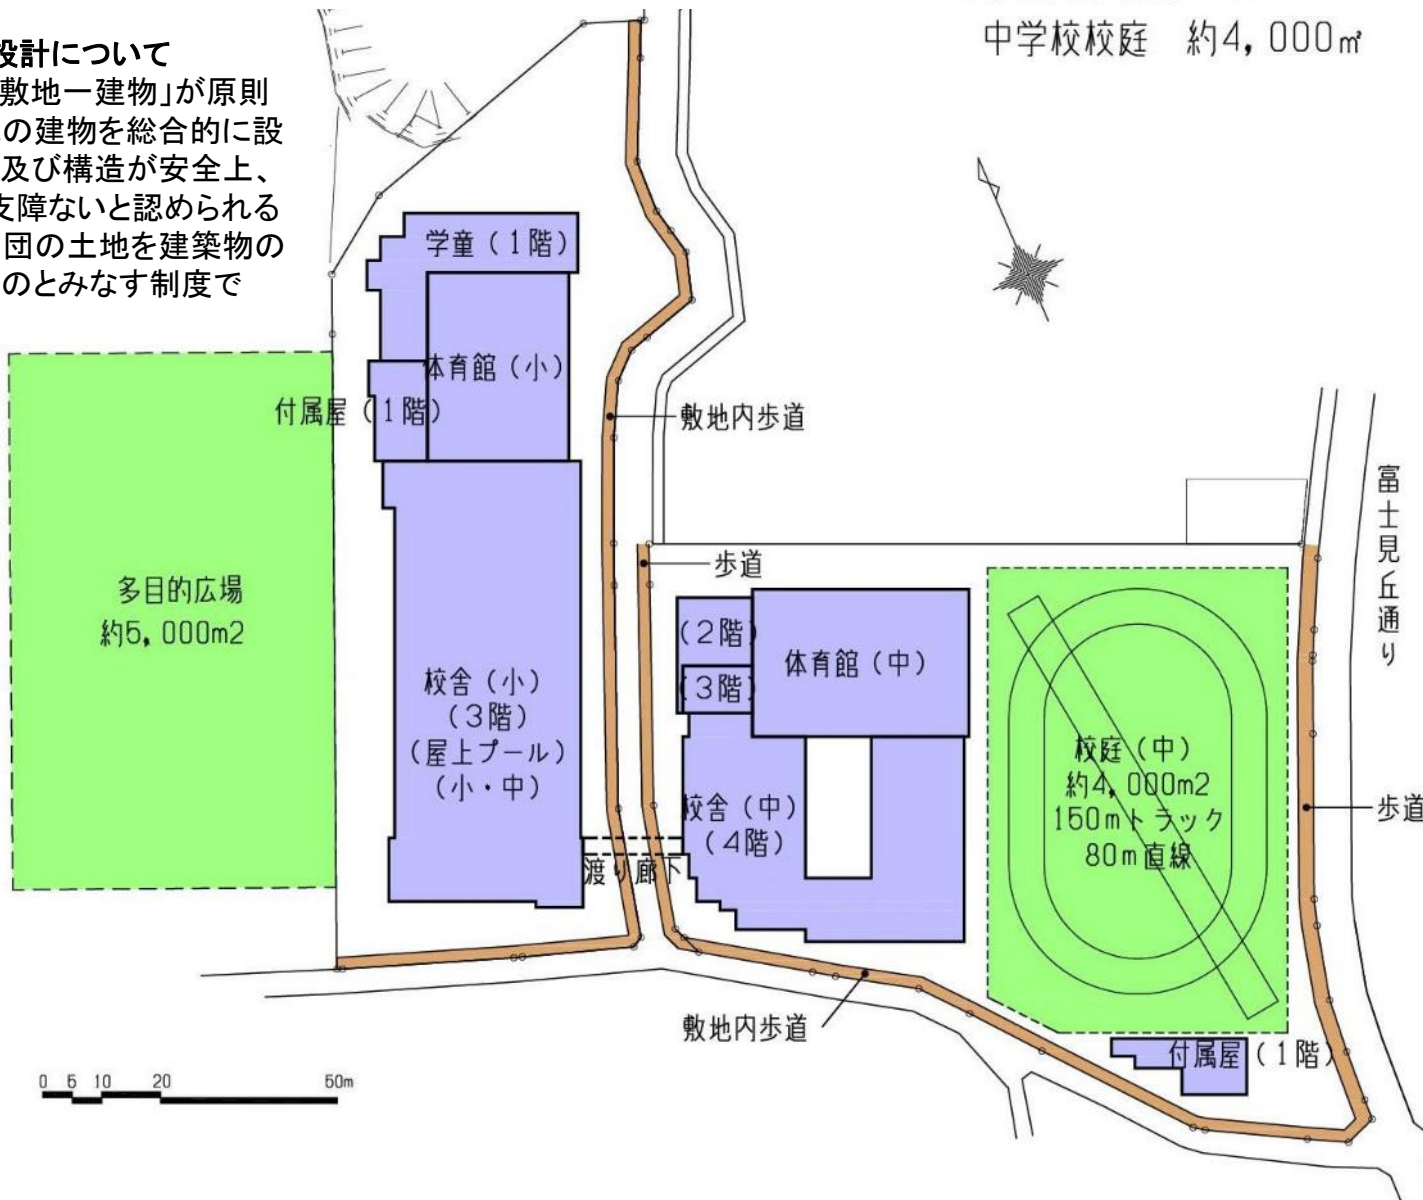 中学校校庭 約4,000㎡
設計について
敷地一建物」が原則
の建物を総合的に設
及び構造が安全上、
支障ないと認められる
団の土地を建築物の
のとみなす制度で
学童（1階）
体育館（小）
付属屋（1階）
敷地内歩道
富士見丘通り
歩道
多目的広場
約5,000m2
（2階）
（3階）
体育館（中）
校舎（小）
（3階）
（屋上プール）
（小・中）
校庭（中）
約4,000m2
150mトラック
80m直線
校舎（中）
（4階）
歩道
渡り廊下
敷地内歩道
付属屋（1階）
0 5 10 20 50m